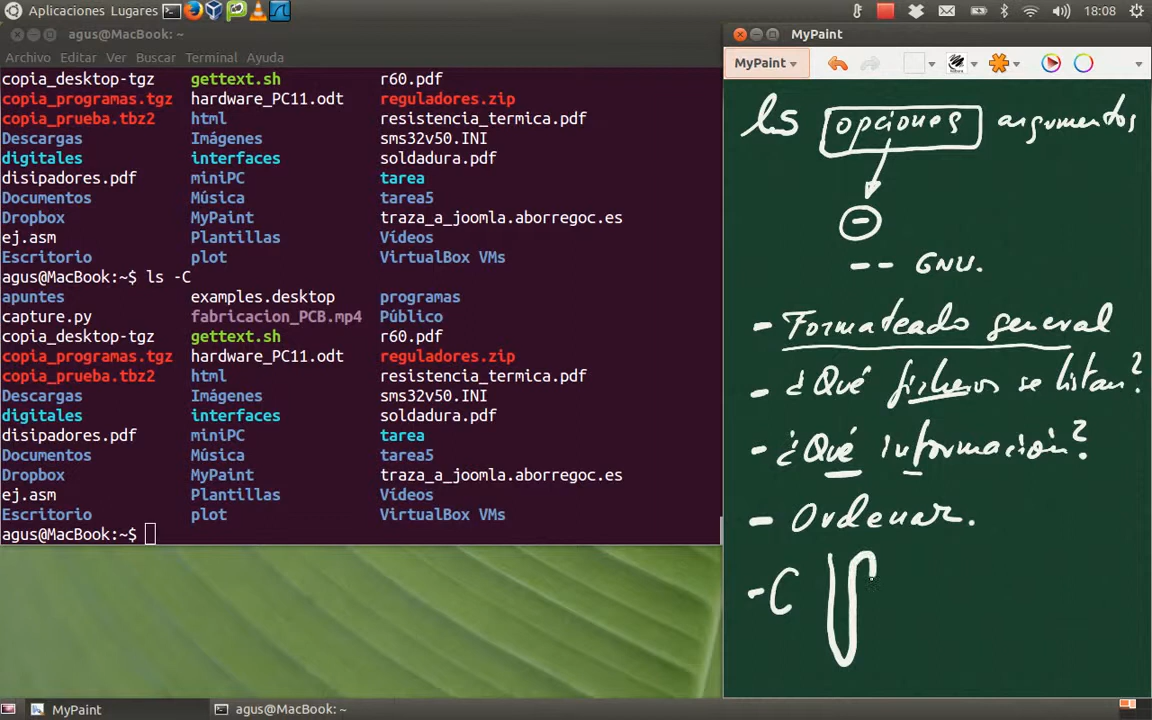 Aplicaciones Lugares 18:08
agus@MacBook: ~
Archivo Editar Ver Buscar Terminal Ayuda
copia_desktop-tgz gettext.sh r60.pdf
copia_programas.tgz hardware_PC11.odt reguladores.zip
copia_prueba.tbz2 html resistencia_termica.pdf
Descargas Imágenes sms32v50.INI
digitales interfaces soldadura.pdf
disipadores.pdf miniPC tarea
Documentos Música tarea5
Dropbox MyPaint traza_a_joomla.aborregoc.es
ej.asm Plantillas Vídeos
Escritorio plot VirtualBox VMs
agus@MacBook:~$ ls -C
apuntes examples.desktop programas
capture.py fabricacion_PCB.mp4 Público
copia_desktop-tgz gettext.sh r60.pdf
copia_programas.tgz hardware_PC11.odt reguladores.zip
copia_prueba.tbz2 html resistencia_termica.pdf
Descargas Imágenes sms32v50.INI
digitales interfaces soldadura.pdf
disipadores.pdf miniPC tarea
Documentos Música tarea5
Dropbox MyPaint traza_a_joomla.aborregoc.es
ej.asm Plantillas Vídeos
Escritorio plot VirtualBox VMs
agus@MacBook:~$
MyPaint
MyPaint
ls opciones argumentos
-
-- GNU.
- Formateado general
- ¿Qué ficheros se listan?
- ¿Qué información?
- Ordenar.
-C
MyPaint agus@MacBook: ~